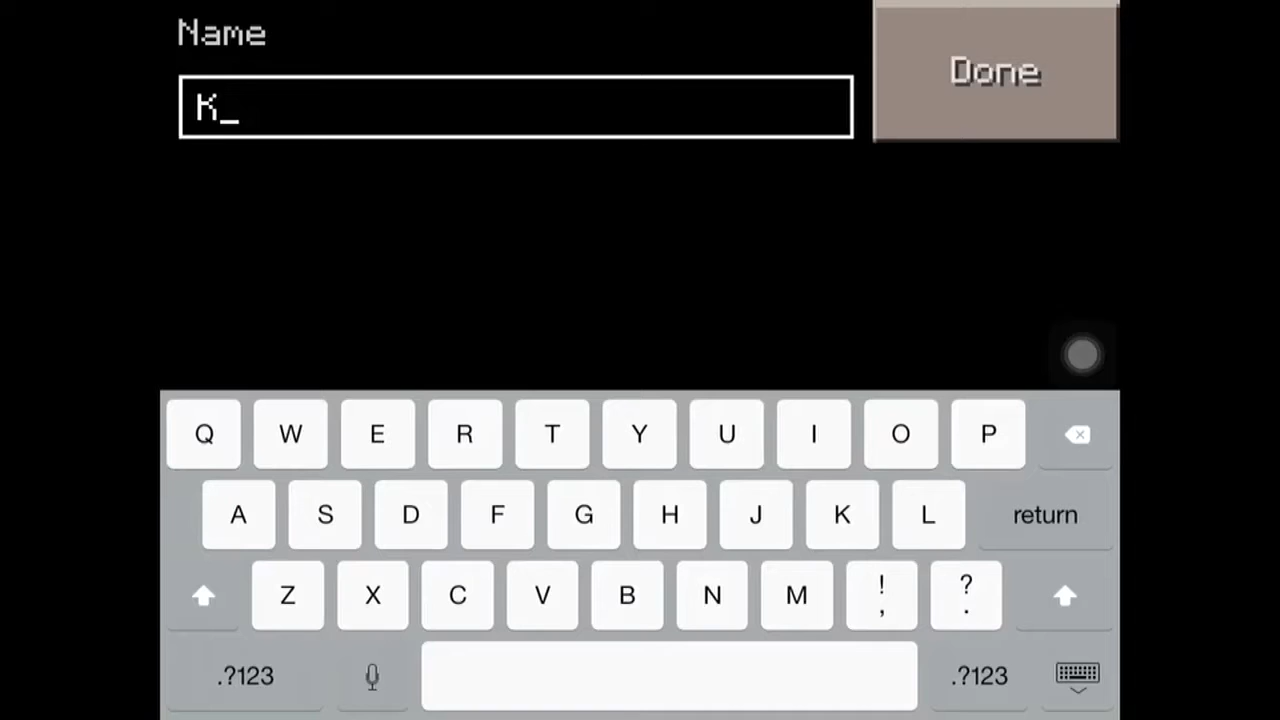 Name
Done
K_
Q W E R T Y U I O P
A S D F G H J K L return
Z X C V B N M ! , ? .
.?123 .?123